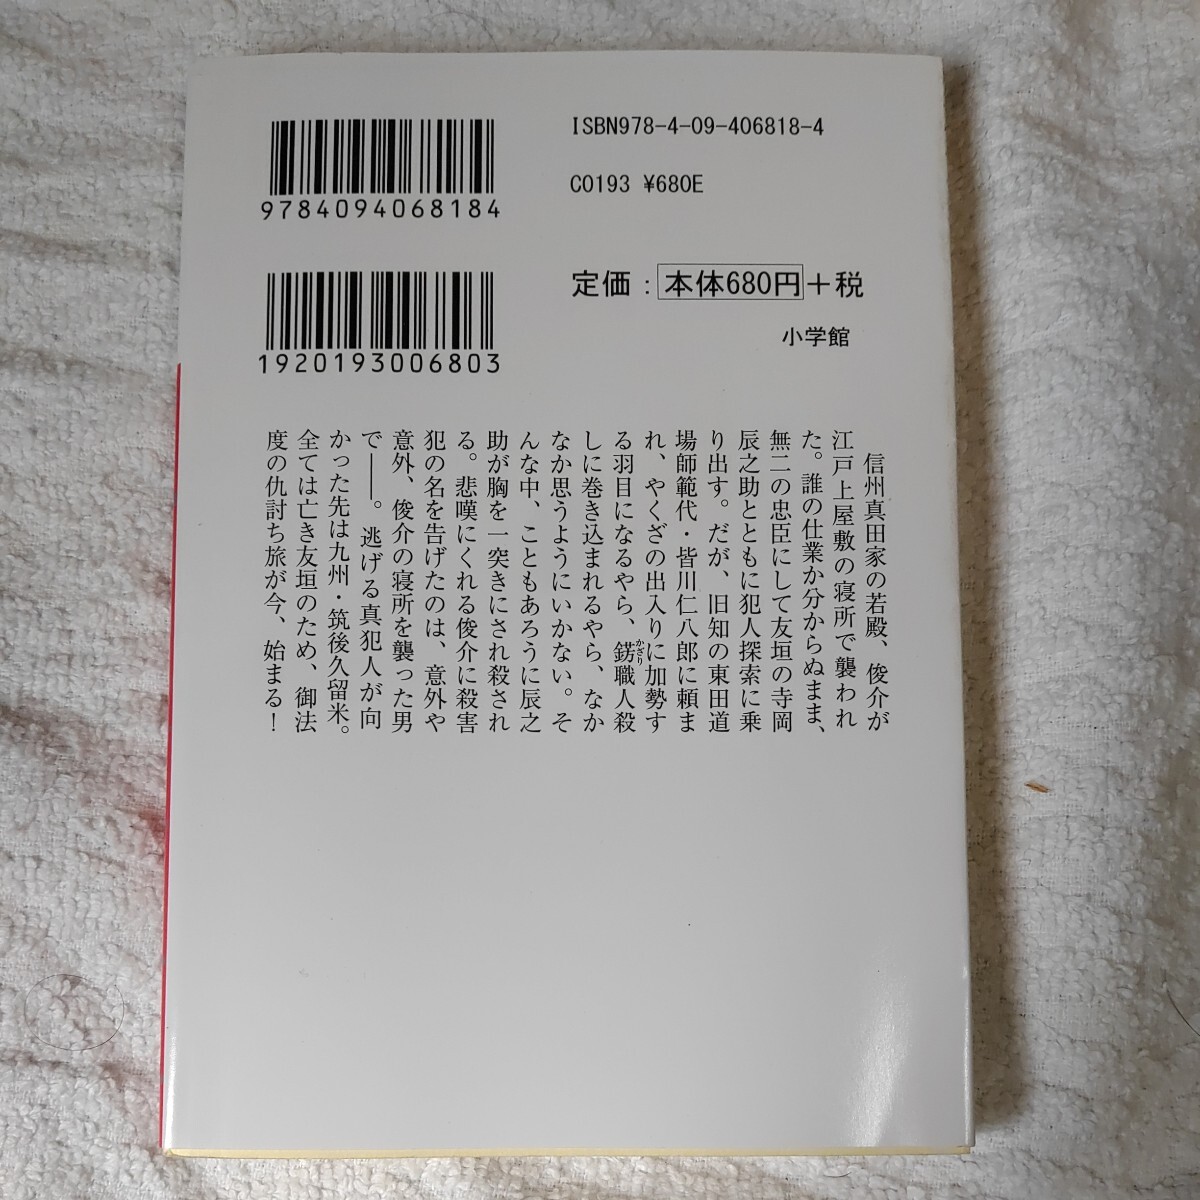 ISBN978-4-09-406818-4
C0193 ¥680E
9784094068184
1920193006803
定価：本体680円＋税
小学館
信州真田家の若殿、俊介が
江戸上屋敷の寝所で襲われ
た。誰の仕業か分からぬまま、
無二の忠臣にして友垣の寺岡
辰之助とともに犯人探索に乗
り出す。だが、旧知の東田道
場師範代・皆川仁八郎に頼ま
れ、やくざの出入りに加勢す
る羽目になるやら、錺職人殺
かざり
しに巻き込まれるやら、なか
なか思うようにいかない。そ
んな中、こともあろうに辰之
助が胸を一突きにされ殺され
る。悲嘆にくれる俊介に殺害
犯の名を告げたのは、意外や
意外、俊介の寝所を襲った男
で――。逃げる真犯人が向
かった先は九州・筑後久留米。
全ては亡き友垣のため、御法
度の仇討ち旅が今、始まる！